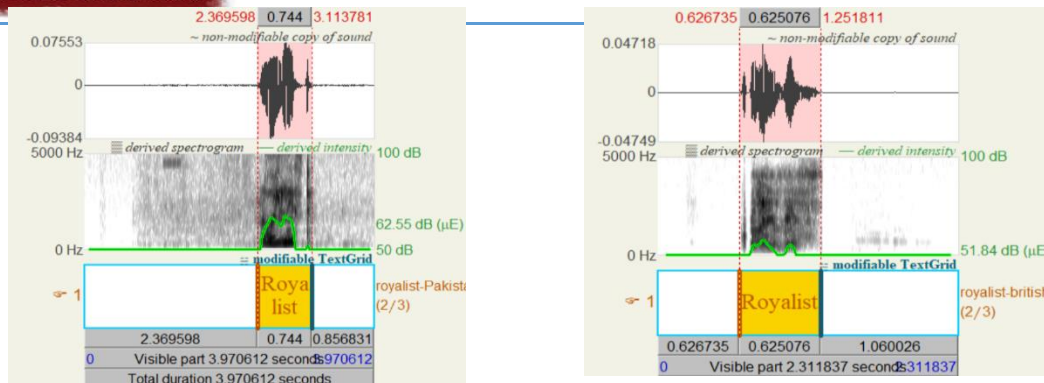 2.369598 0.744 3.113781
~ non-modifiable copy of sound
0.07553
0
-0.09384
5000 Hz
derived spectrogram
derived intensity
100 dB
62.55 dB (µE)
0 Hz
50 dB
modifiable TextGrid
1
Roya
list
royalist-Pakista
(2/3)
2.369598 0.744 0.856831
0 Visible part 3.970612 seconds 3.970612
Total duration 3.970612 seconds
0.626735 0.625076 1.251811
~ non-modifiable copy of sound
0.04718
0
-0.04749
5000 Hz
derived spectrogram
derived intensity
100 dB
0 Hz
51.84 dB (µE
modifiable TextGrid
1
Royalist
royalist-british
(2/3)
0.626735 0.625076 1.060026
0 Visible part 2.311837 seconds 2.311837